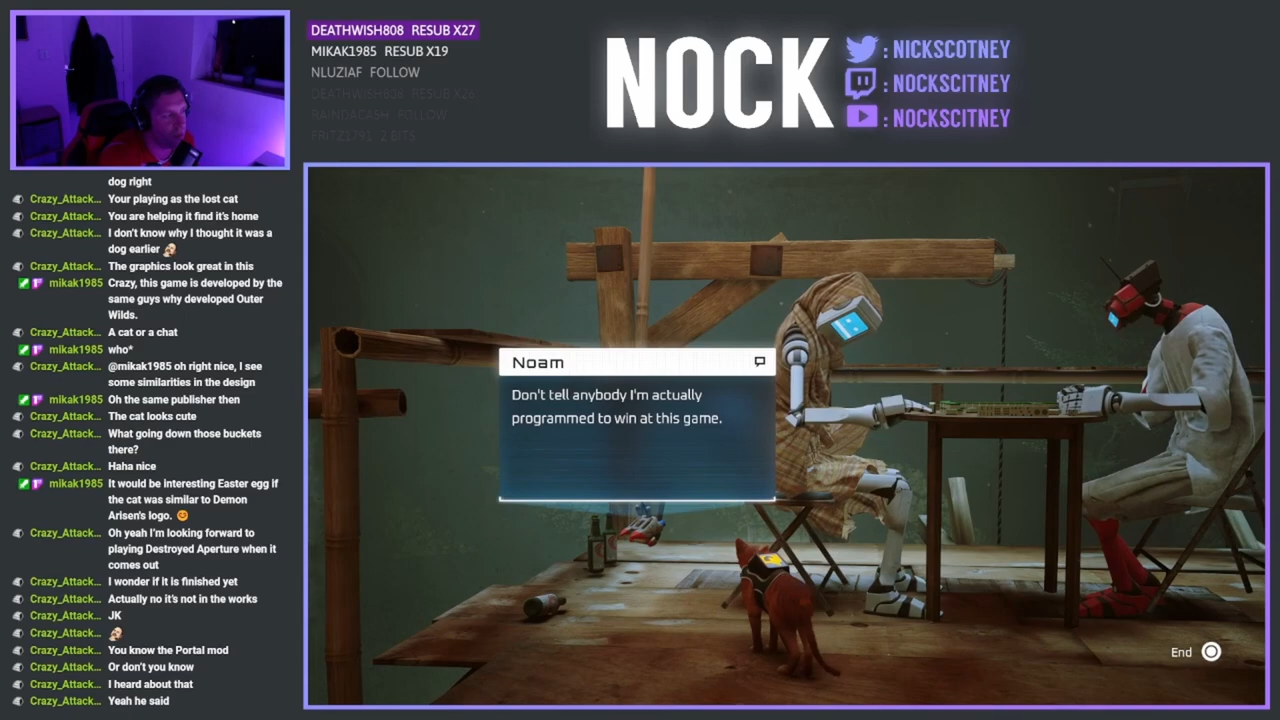 DEATHWISH808 RESUB X27
MIKAK1985 RESUB X19
NLUZIAF FOLLOW
DEATHWISH808 RESUB X26
RAINDACASH FOLLOW
FRITZ1791 2 BITS
NOCK
: NICKSCOTNEY
: NOCKSCITNEY
: NOCKSCITNEY
dog right
Crazy_Attack... Your playing as the lost cat
Crazy_Attack... You are helping it find it's home
Crazy_Attack... I don't know why I thought it was a
dog earlier
Crazy_Attack... The graphics look great in this
mikak1985 Crazy, this game is developed by the
same guys why developed Outer
Wilds.
Crazy_Attack... A cat or a chat
mikak1985 who*
Crazy_Attack... @mikak1985 oh right nice, I see
some similarities in the design
mikak1985 Oh the same publisher then
Crazy_Attack... The cat looks cute
Crazy_Attack... What going down those buckets
there?
Crazy_Attack... Haha nice
mikak1985 It would be interesting Easter egg if
the cat was similar to Demon
Arisen's logo.
Crazy_Attack... Oh yeah I'm looking forward to
playing Destroyed Aperture when it
comes out
Crazy_Attack... I wonder if it is finished yet
Crazy_Attack... Actually no it's not in the works
Crazy_Attack... JK
Crazy_Attack...
Crazy_Attack... You know the Portal mod
Crazy_Attack... Or don't you know
Crazy_Attack... I heard about that
Crazy_Attack... Yeah he said
Noam
Don't tell anybody I'm actually
programmed to win at this game.
End